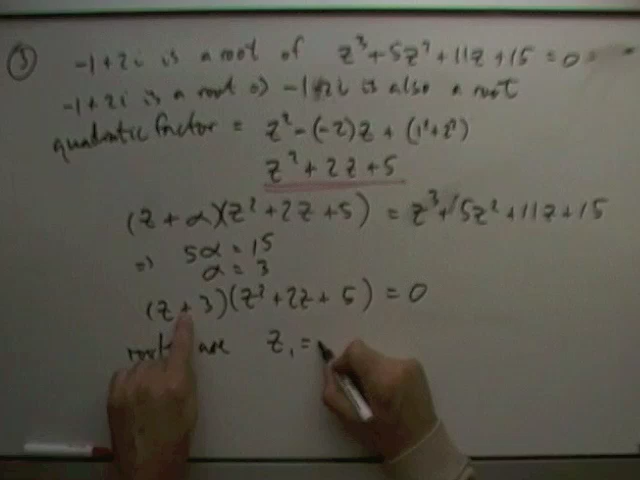 ③ -1+2i is a root of z³+5z²+11z+15=0
-1+2i is a root ⇒ -1-2i is also a root
quadratic factor = z²-(-2)z+(1²+2²)
z²+2z+5
(z+α)(z²+2z+5) = z³+5z²+11z+15
⇒ 5α=15
α=3
(z+3)(z²+2z+5)=0
roots are z₁=